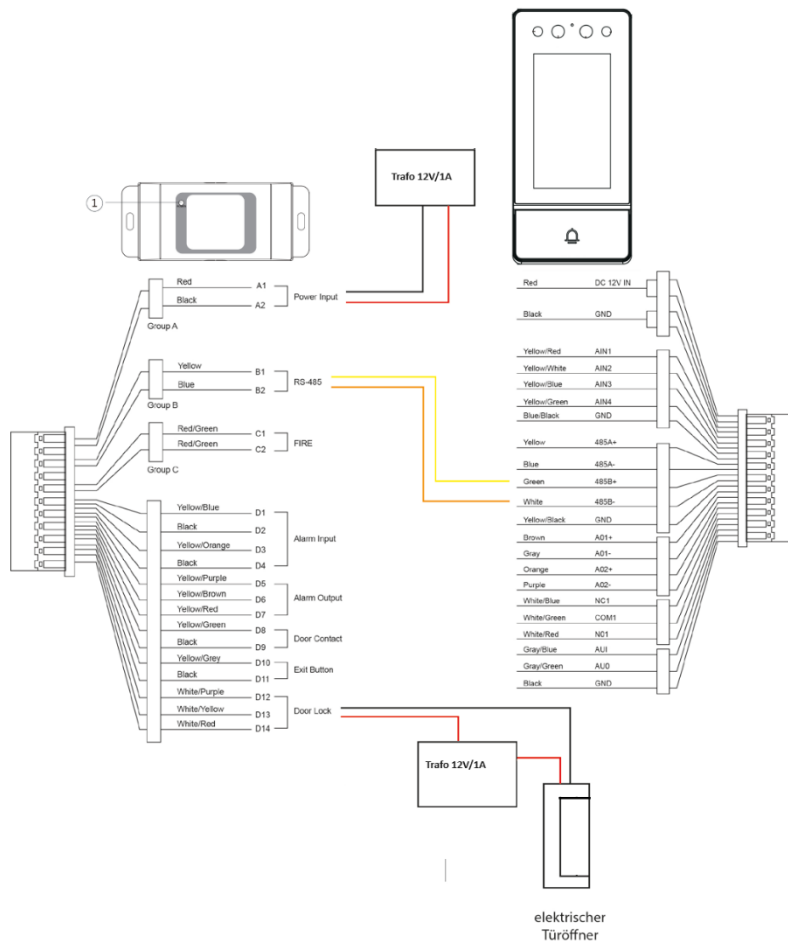 Trafo 12V/1A
1
Red A1
Black A2
Power Input
Group A
Yellow B1
Blue B2
RS-485
Group B
Red/Green C1
Red/Green C2
FIRE
Group C
Yellow/Blue D1
Black D2
Yellow/Orange D3
Black D4
Alarm Input
Yellow/Purple D5
Yellow/Brown D6
Yellow/Red D7
Alarm Output
Yellow/Green D8
Black D9
Door Contact
Yellow/Grey D10
Black D11
Exit Button
White/Purple D12
White/Yellow D13
White/Red D14
Door Lock
Red DC 12V IN
Black GND
Yellow/Red AIN1
Yellow/White AIN2
Yellow/Blue AIN3
Yellow/Green AIN4
Blue/Black GND
Yellow 485A+
Blue 485A-
Green 485B+
White 485B-
Yellow/Black GND
Brown A01+
Gray A01-
Orange A02+
Purple A02-
White/Blue NC1
White/Green COM1
White/Red N01
Gray/Blue AUI
Gray/Green AU0
Black GND
Trafo 12V/1A
elektrischer
Türöffner